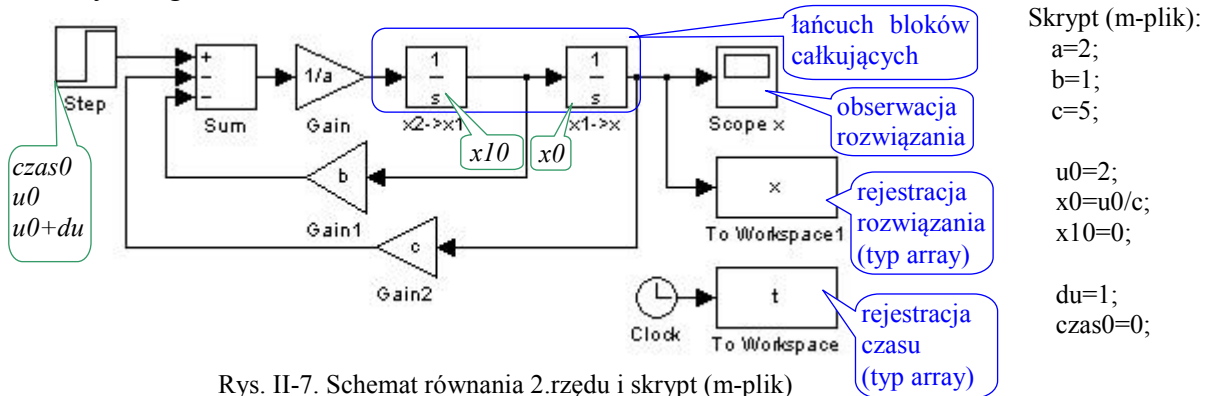 łańcuch bloków
całkujących
Skrypt (m-plik):
a=2;
b=1;
c=5;
u0=2;
x0=u0/c;
x10=0;
du=1;
czas0=0;
+
−
−
1/a
1
s
1
s
Step
Sum
Gain
x2->x1
x1->x
Scope x
obserwacja
rozwiązania
x10
x0
czas0
u0
u0+du
b
Gain1
x
To Workspace1
rejestracja
rozwiązania
(typ array)
c
Gain2
Clock
t
To Workspace
rejestracja
czasu
(typ array)
Rys. II-7. Schemat równania 2.rzędu i skrypt (m-plik)